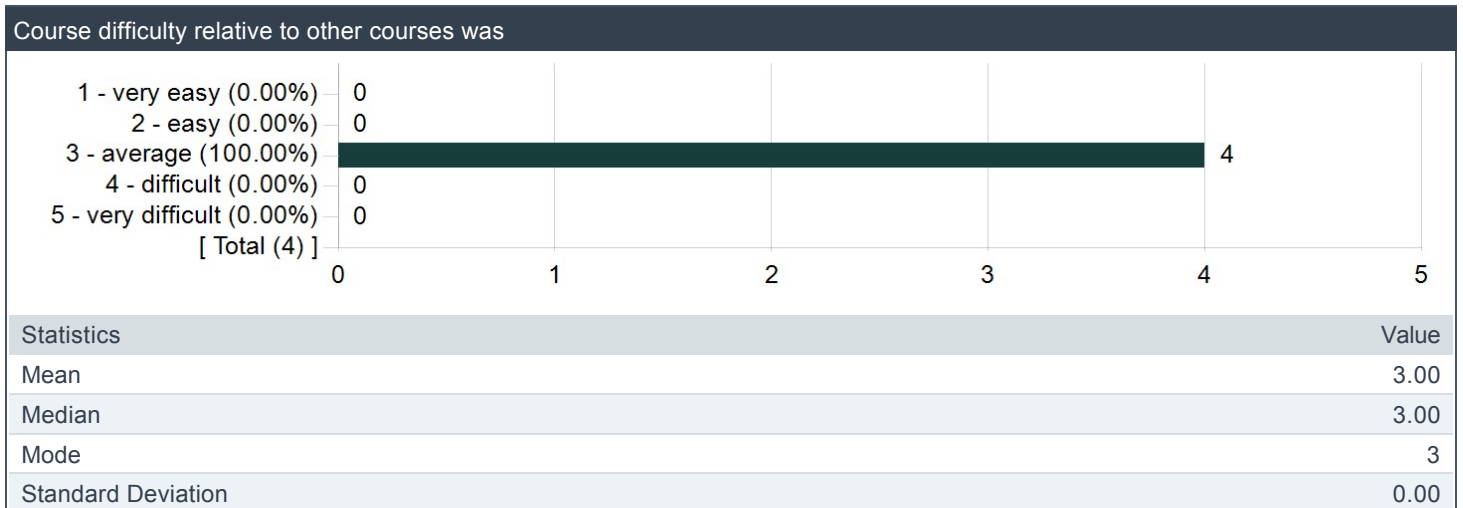 Course difficulty relative to other courses was
1 - very easy (0.00%) 0
2 - easy (0.00%) 0
3 - average (100.00%) 4
4 - difficult (0.00%) 0
5 - very difficult (0.00%) 0
[ Total (4) ]
0 1 2 3 4 5
Statistics Value
Mean 3.00
Median 3.00
Mode 3
Standard Deviation 0.00